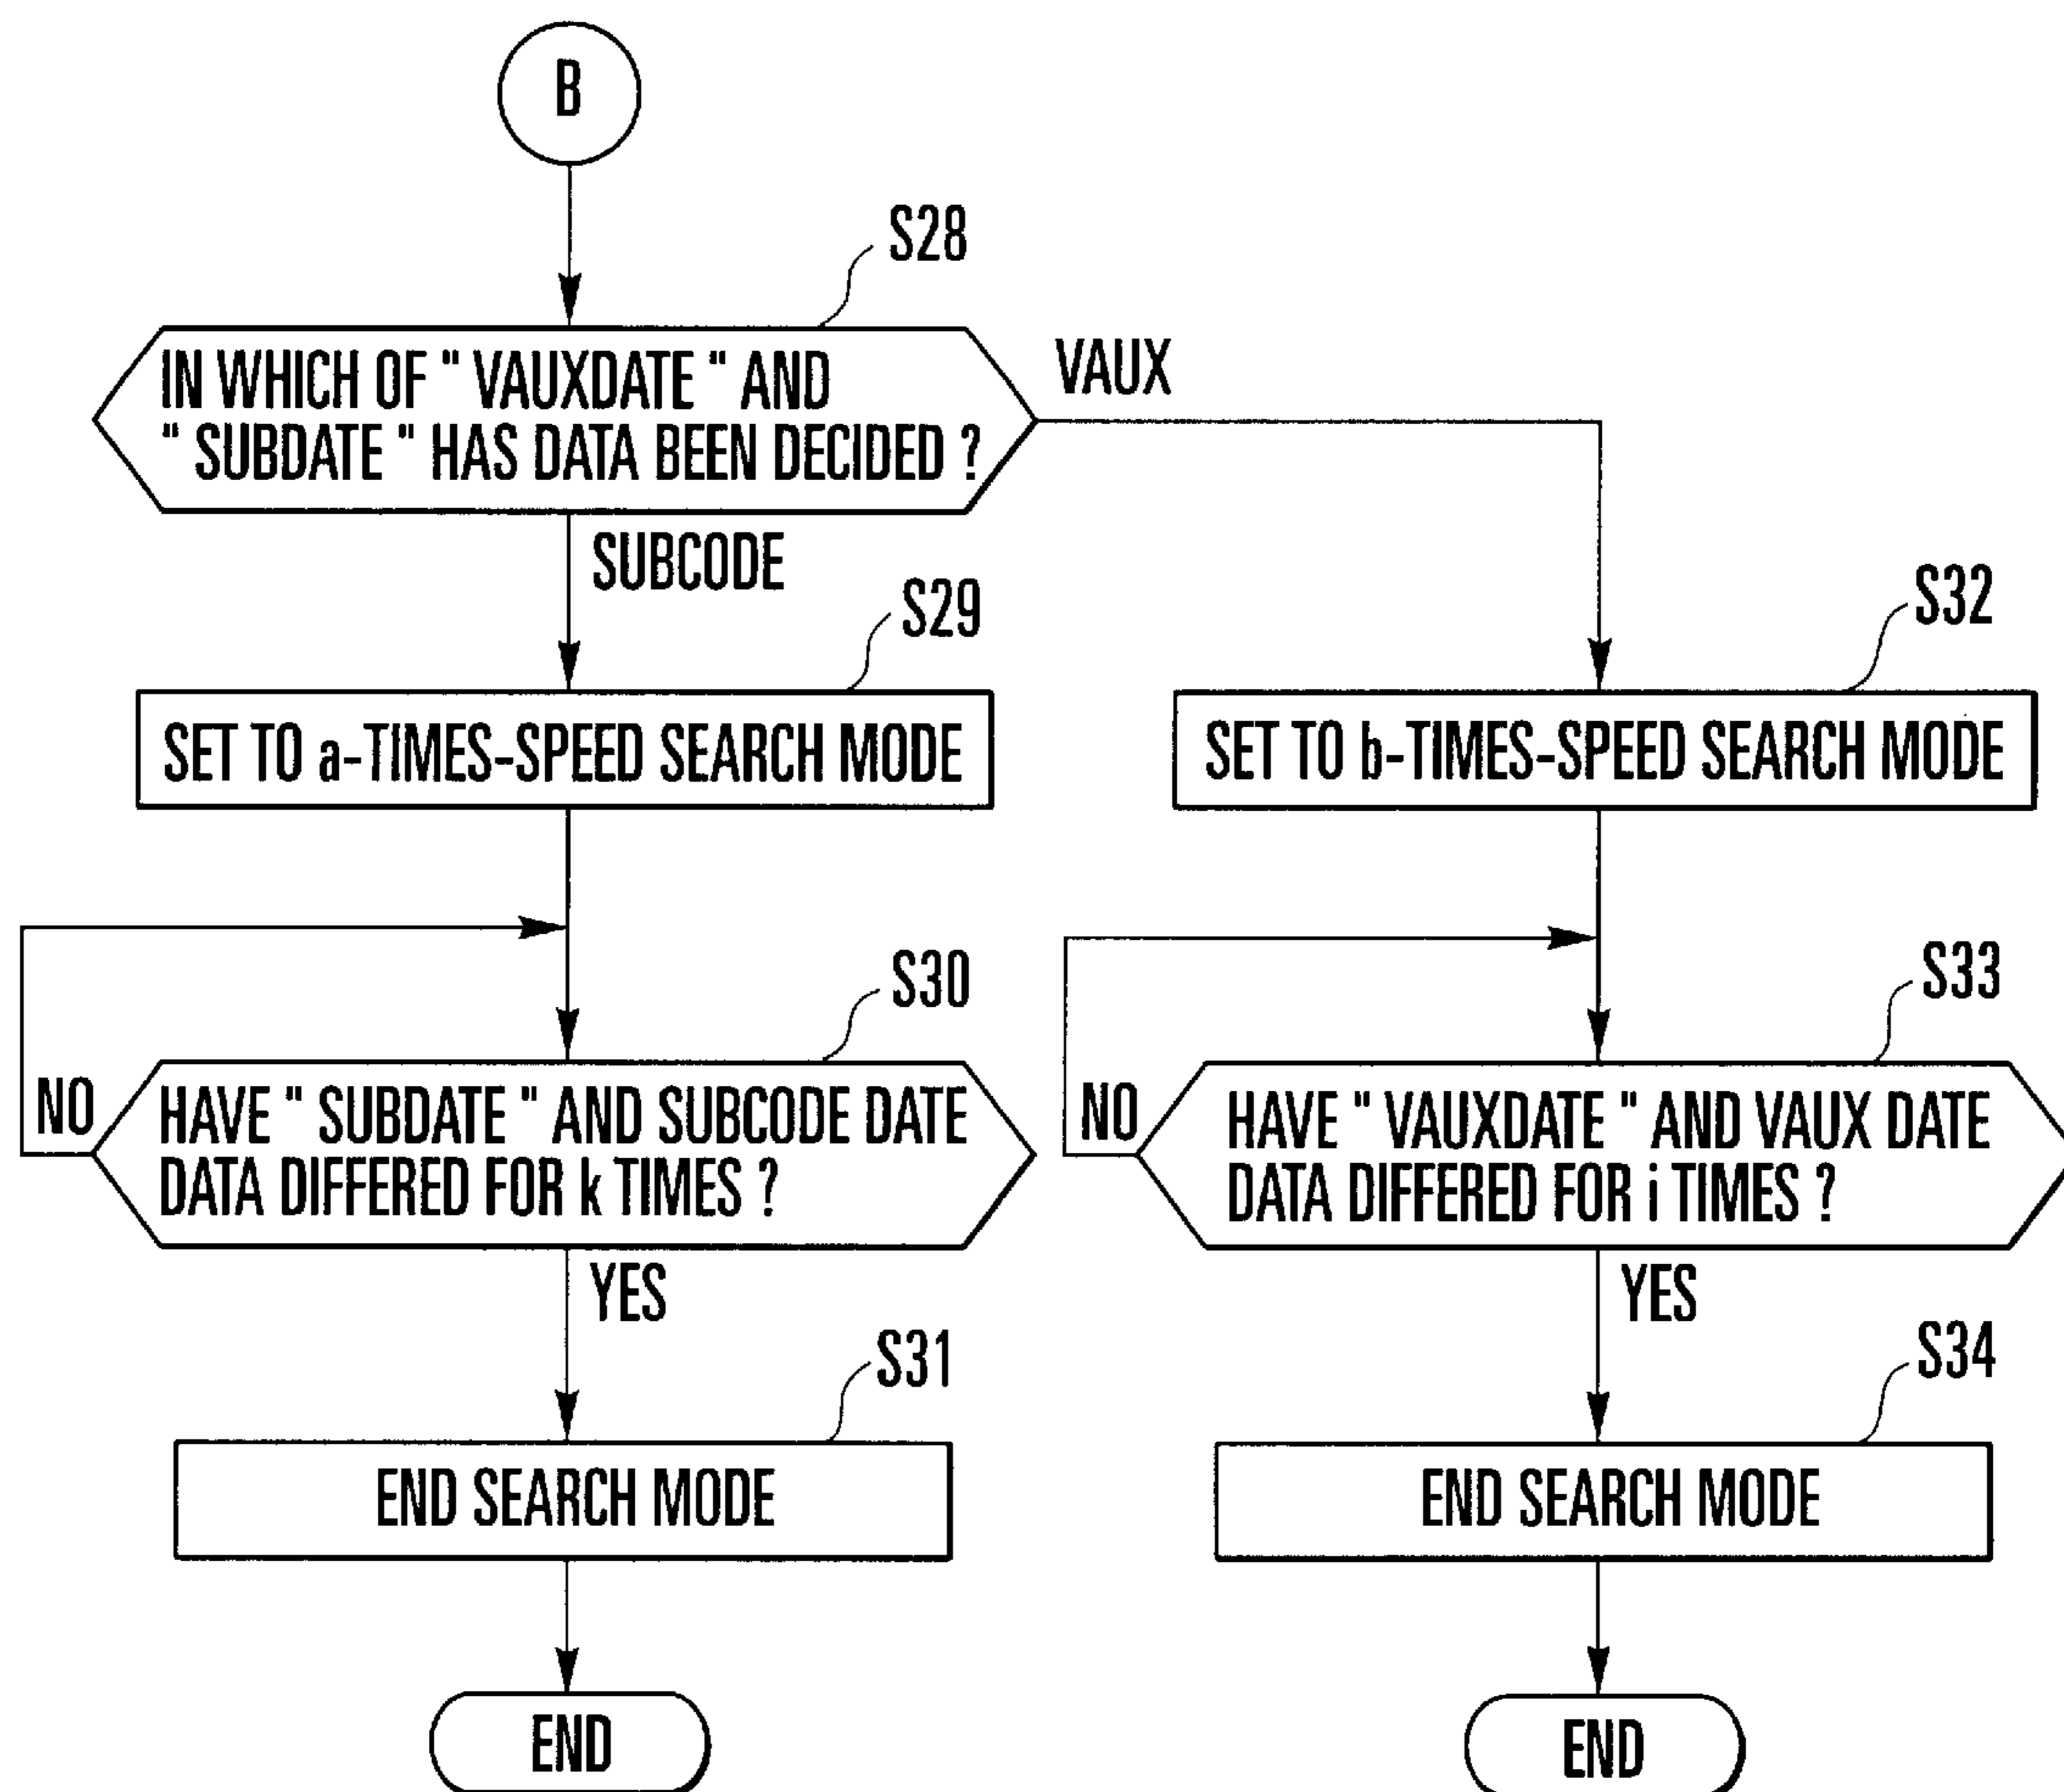 B
S28
IN WHICH OF " VAUXDATE " AND
" SUBDATE " HAS DATA BEEN DECIDED ?
VAUX
SUBCODE
S29
SET TO a-TIMES-SPEED SEARCH MODE
S30
NO
HAVE " SUBDATE " AND SUBCODE DATE
DATA DIFFERED FOR k TIMES ?
YES
S31
END SEARCH MODE
END
S32
SET TO b-TIMES-SPEED SEARCH MODE
S33
NO
HAVE " VAUXDATE " AND VAUX DATE
DATA DIFFERED FOR i TIMES ?
YES
S34
END SEARCH MODE
END